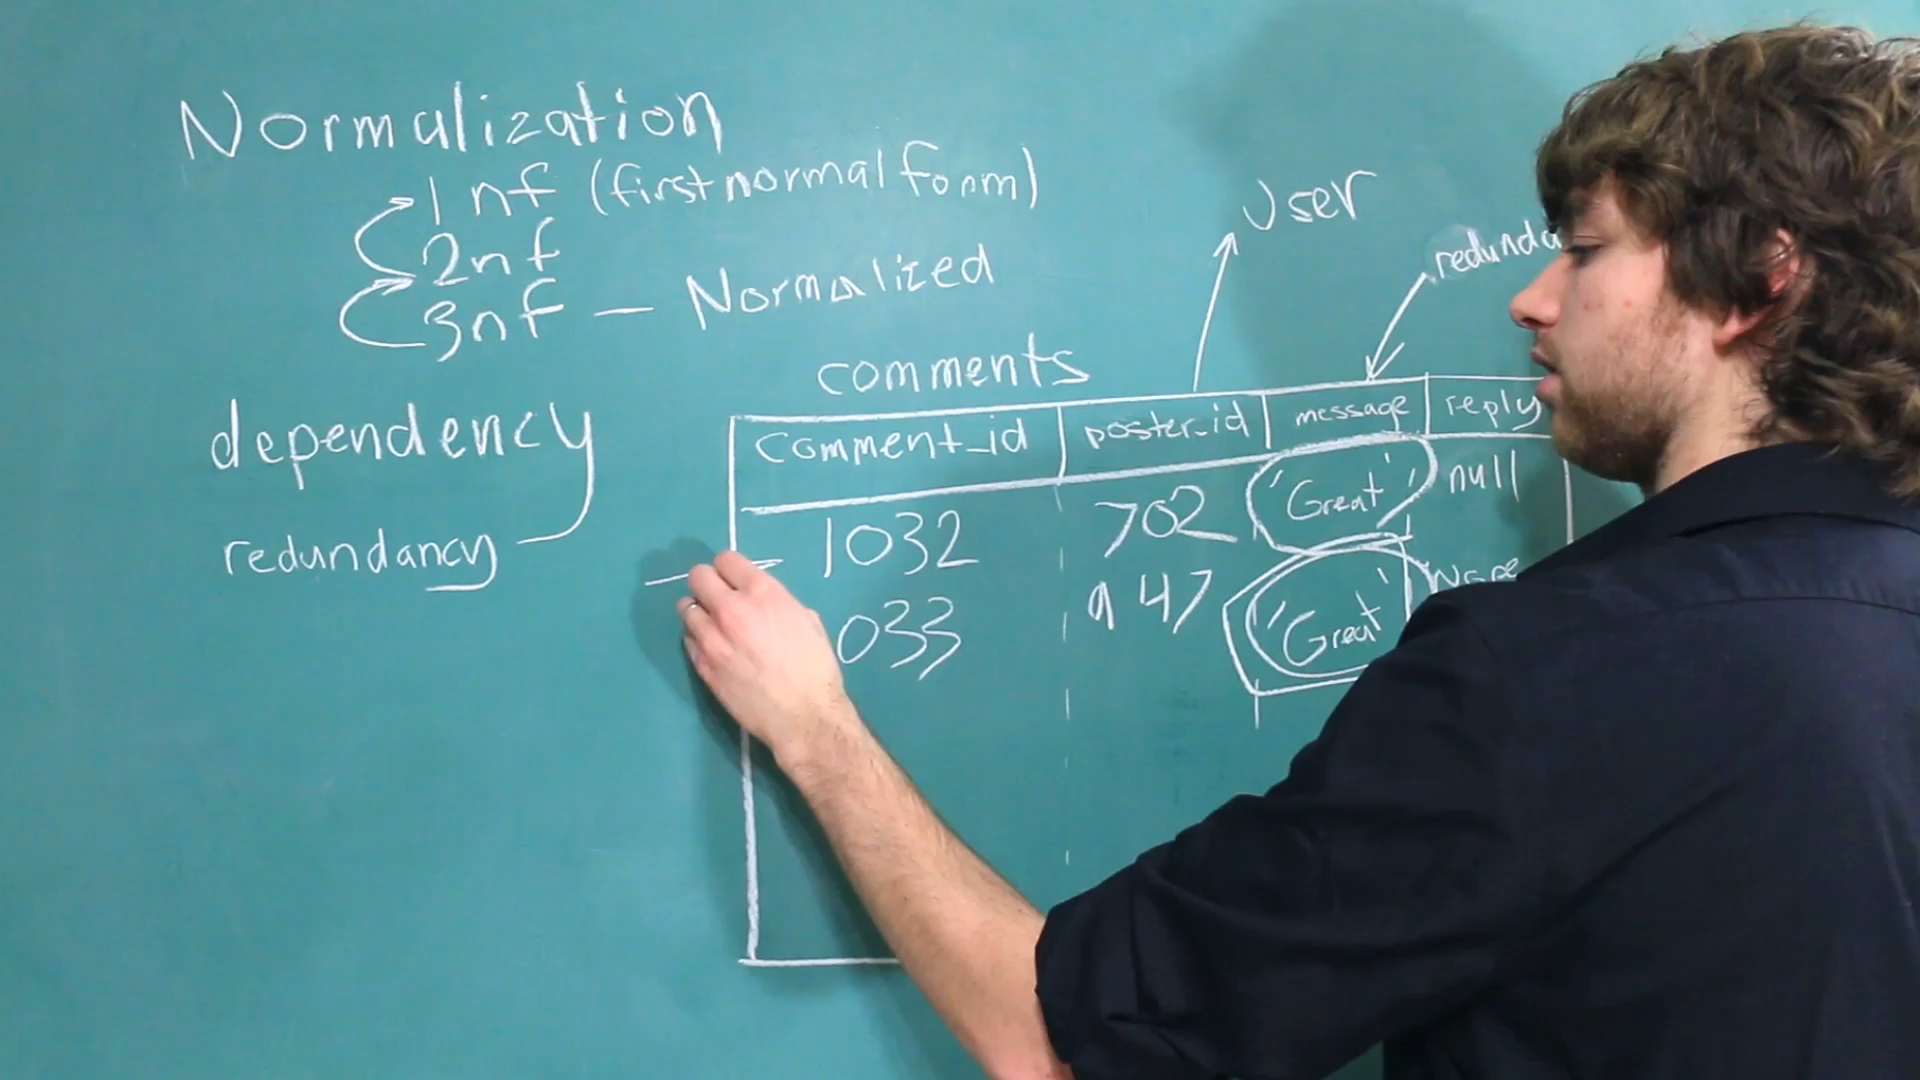 Normalization
1nf (first normal form)
2nf
3nf — Normalized
dependency
redundancy
User
comments
comment_id poster_id message reply
1032 702 'Great' null
033 947 'Great'